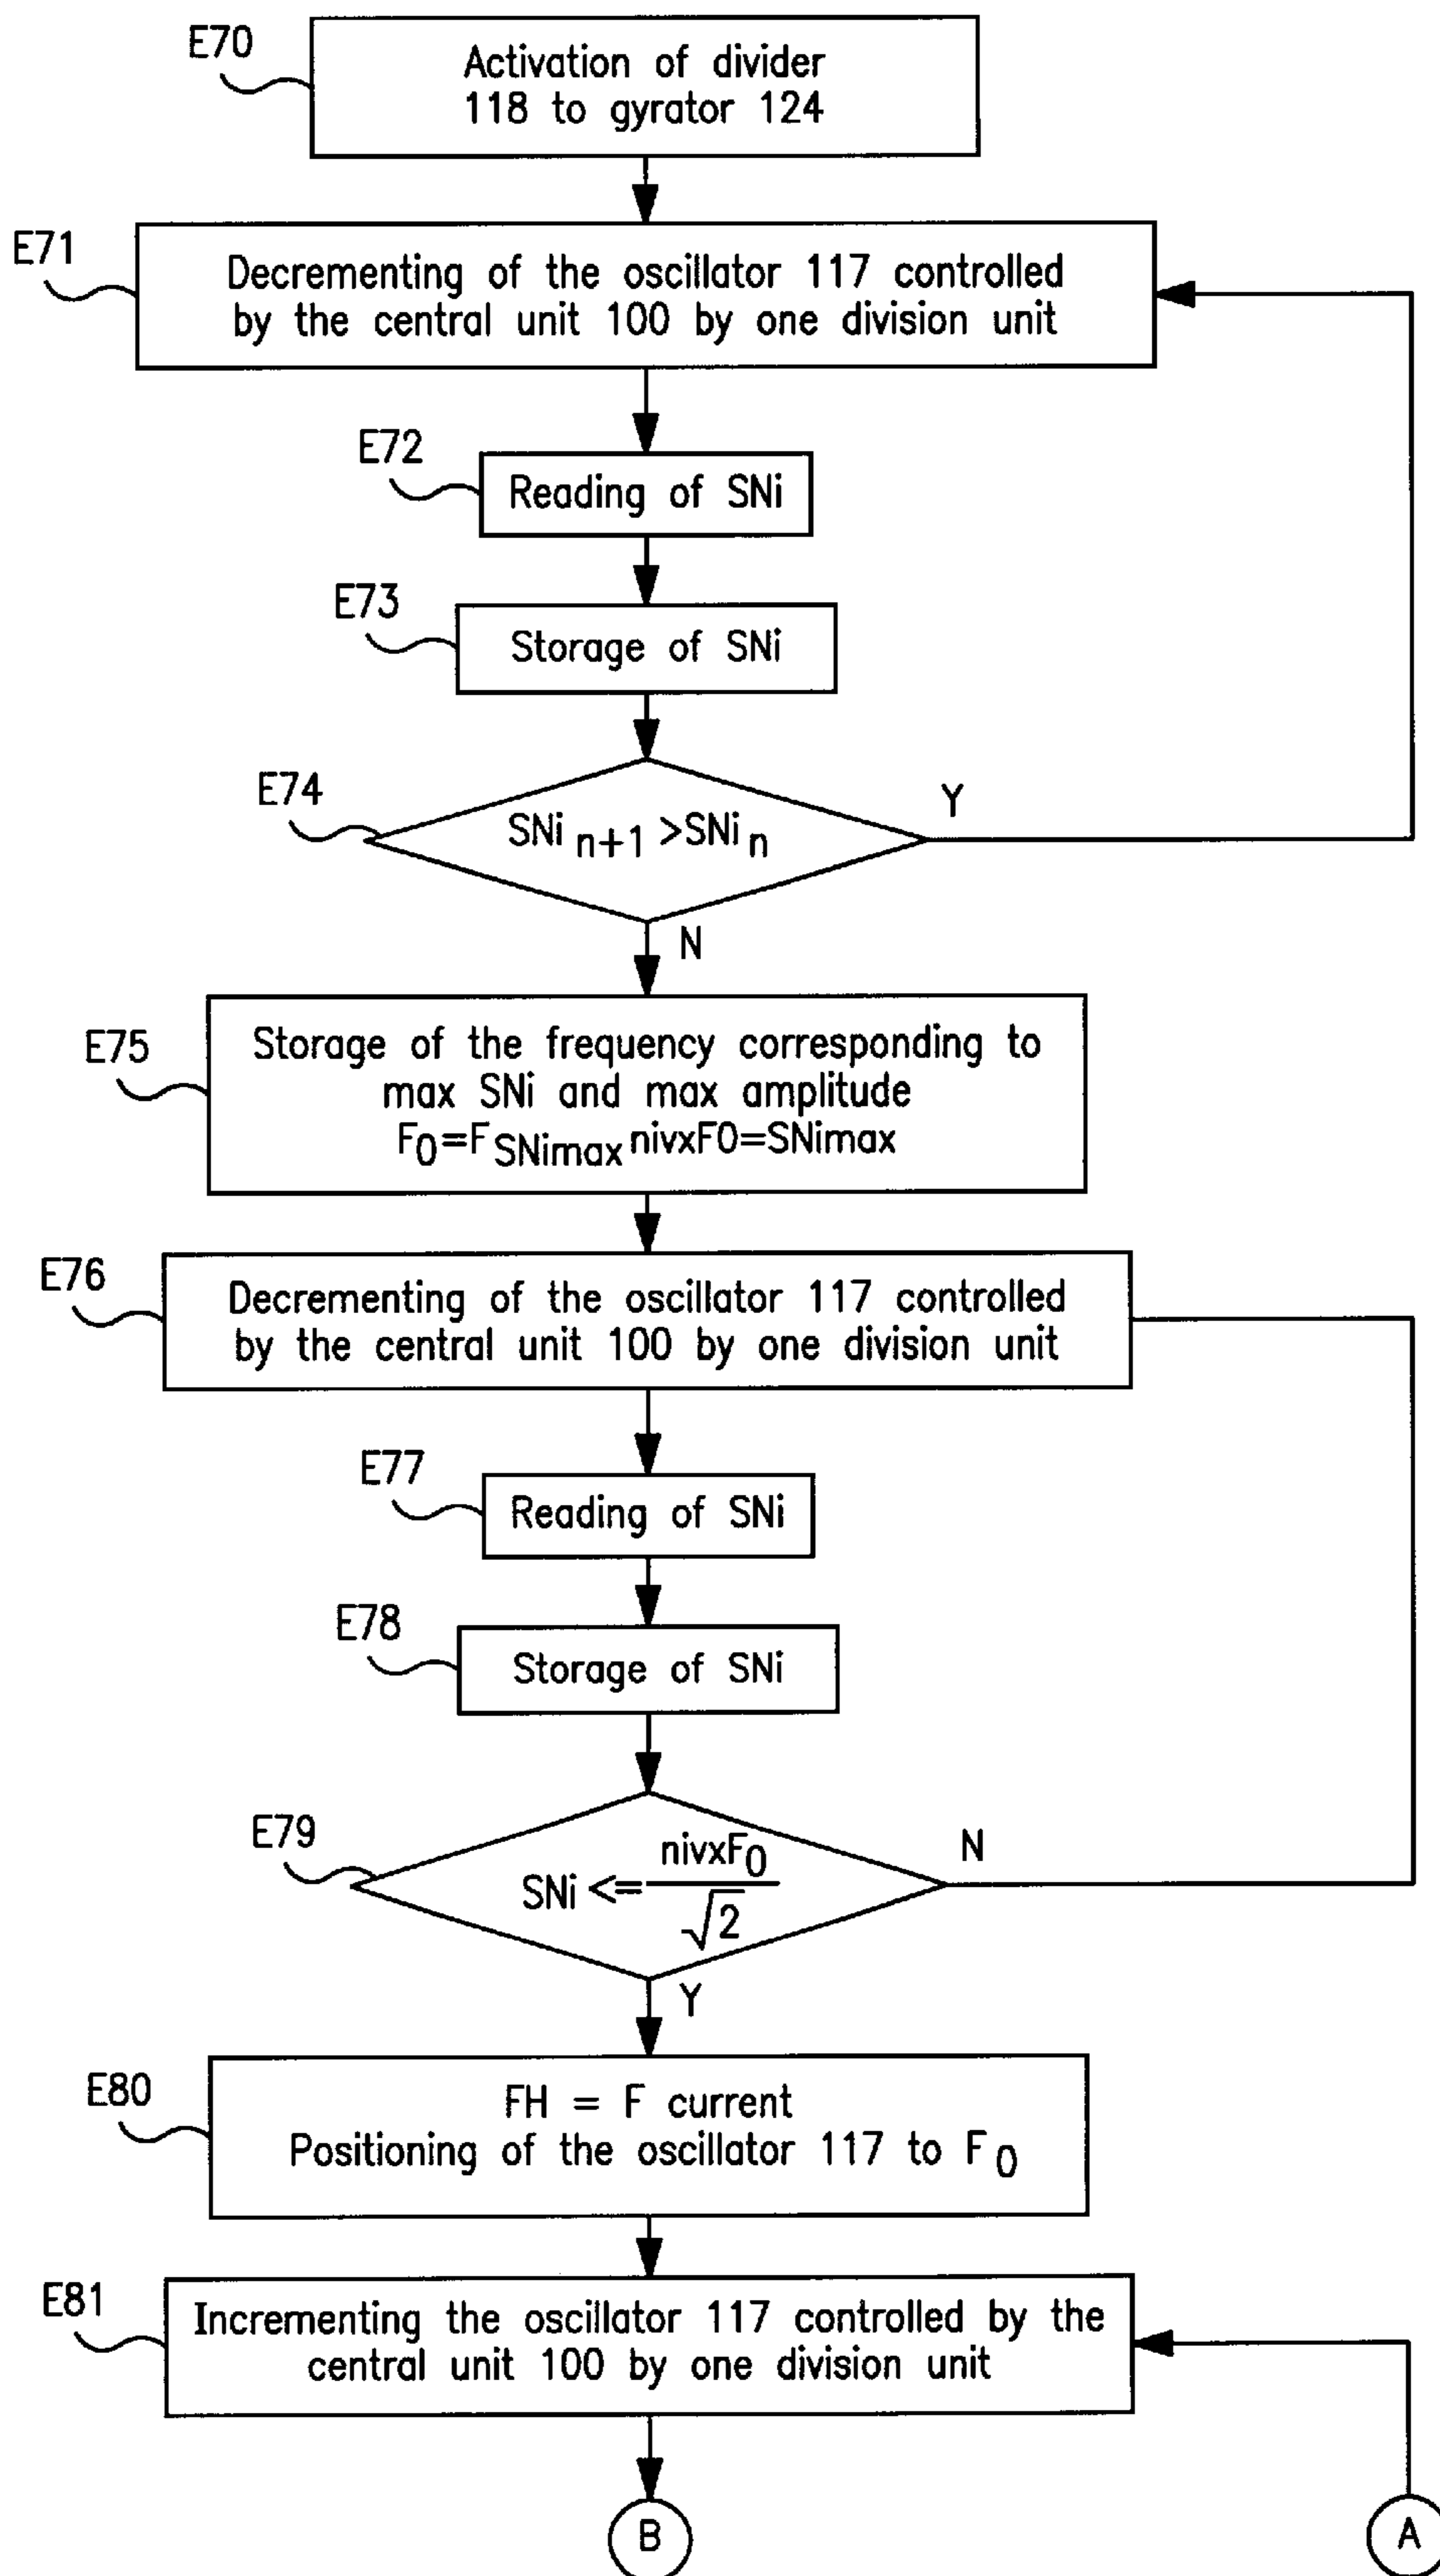 E70
Activation of divider
118 to gyrator 124
E71
Decrementing of the oscillator 117 controlled
by the central unit 100 by one division unit
E72
Reading of SNi
E73
Storage of SNi
E74
SNi n+1 >SNi n
Y
N
E75
Storage of the frequency corresponding to
max SNi and max amplitude
F0=FSNimax nivxF0=SNimax
E76
Decrementing of the oscillator 117 controlled
by the central unit 100 by one division unit
E77
Reading of SNi
E78
Storage of SNi
E79
SNi <= nivxF0/√2
N
Y
E80
FH = F current
Positioning of the oscillator 117 to F0
E81
Incrementing the oscillator 117 controlled by the
central unit 100 by one division unit
B
A